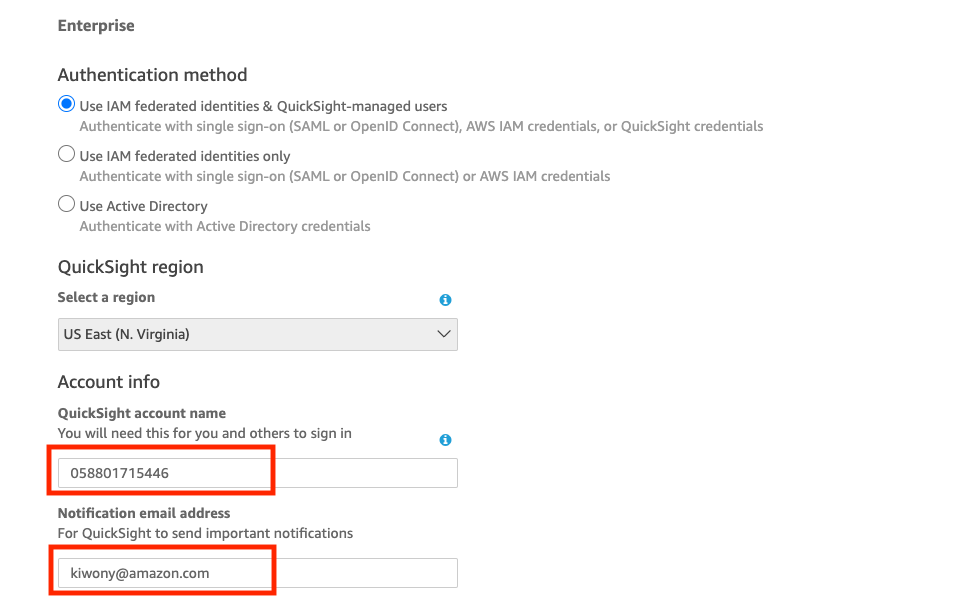 Enterprise
Authentication method
Use IAM federated identities & QuickSight-managed users
Authenticate with single sign-on (SAML or OpenID Connect), AWS IAM credentials, or QuickSight credentials
Use IAM federated identities only
Authenticate with single sign-on (SAML or OpenID Connect) or AWS IAM credentials
Use Active Directory
Authenticate with Active Directory credentials
QuickSight region
Select a region
US East (N. Virginia)
Account info
QuickSight account name
You will need this for you and others to sign in
058801715446
Notification email address
For QuickSight to send important notifications
kiwony@amazon.com